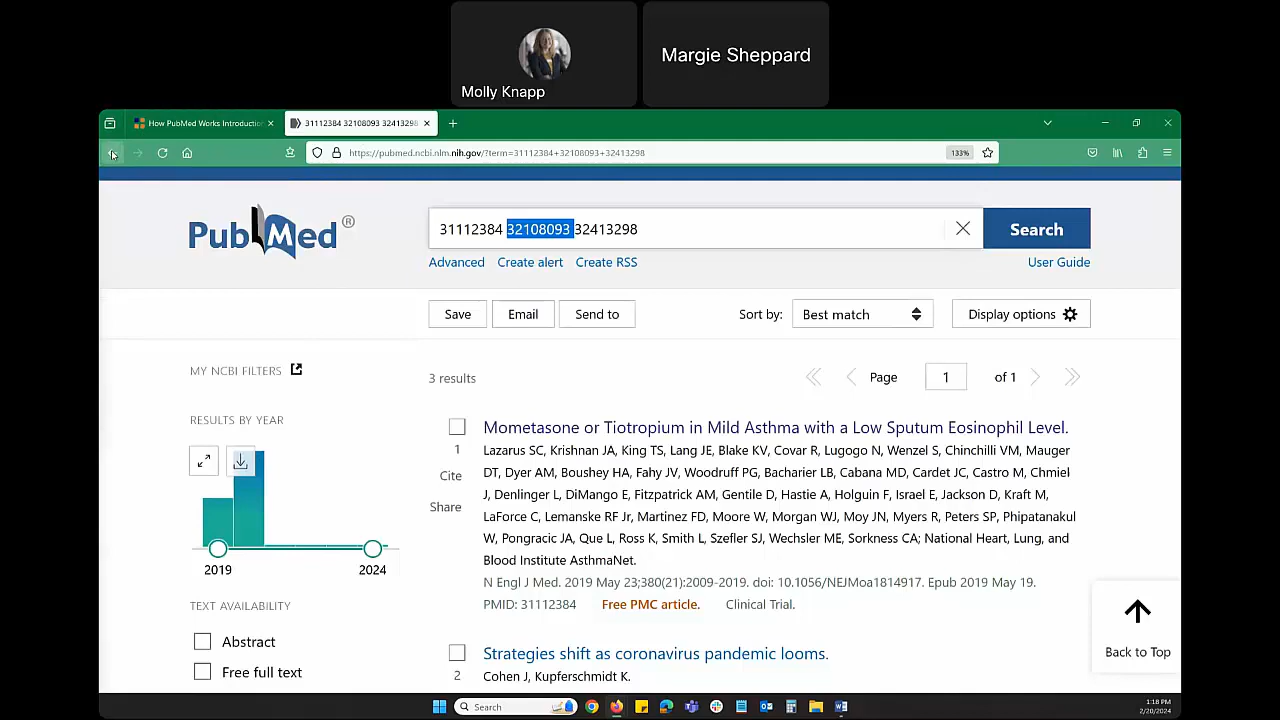 Molly Knapp
Margie Sheppard
How PubMed Works Introduction
31112384 32108093 32413298
https://pubmed.ncbi.nlm.nih.gov/?term=31112384+32108093+32413298
133%
PubMed®
31112384 32108093 32413298
Search
Advanced Create alert Create RSS
User Guide
Save Email Send to
Sort by: Best match
Display options
MY NCBI FILTERS
3 results
Page 1 of 1
RESULTS BY YEAR
2019 2024
TEXT AVAILABILITY
Abstract
Free full text
Mometasone or Tiotropium in Mild Asthma with a Low Sputum Eosinophil Level.
1
Cite
Share
Lazarus SC, Krishnan JA, King TS, Lang JE, Blake KV, Covar R, Lugogo N, Wenzel S, Chinchilli VM, Mauger
DT, Dyer AM, Boushey HA, Fahy JV, Woodruff PG, Bacharier LB, Cabana MD, Cardet JC, Castro M, Chmiel
J, Denlinger L, DiMango E, Fitzpatrick AM, Gentile D, Hastie A, Holguin F, Israel E, Jackson D, Kraft M,
LaForce C, Lemanske RF Jr, Martinez FD, Moore W, Morgan WJ, Moy JN, Myers R, Peters SP, Phipatanakul
W, Pongracic JA, Que L, Ross K, Smith L, Szefler SJ, Wechsler ME, Sorkness CA; National Heart, Lung, and
Blood Institute AsthmaNet.
N Engl J Med. 2019 May 23;380(21):2009-2019. doi: 10.1056/NEJMoa1814917. Epub 2019 May 19.
PMID: 31112384 Free PMC article. Clinical Trial.
Strategies shift as coronavirus pandemic looms.
2
Cohen J, Kupferschmidt K.
Back to Top
Search
1:18 PM
2/20/2024